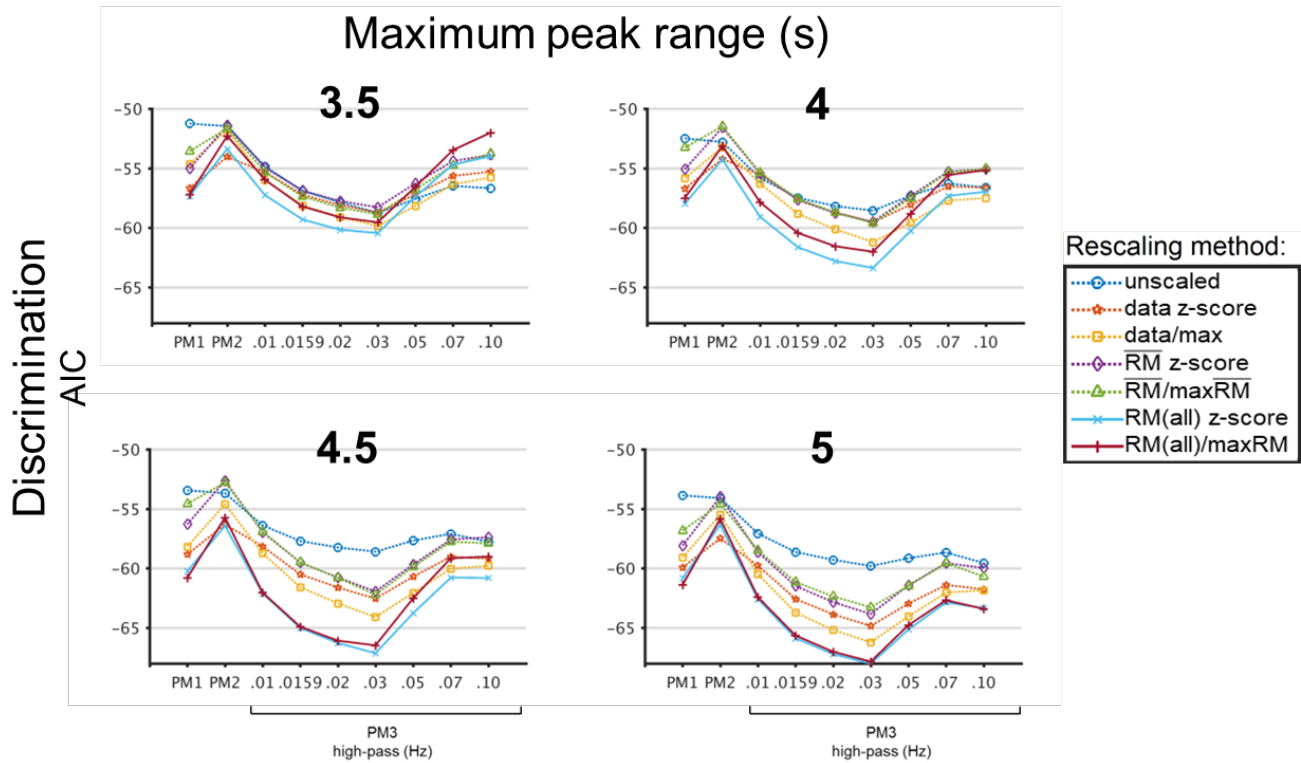 Maximum peak range (s)
3.5
4
−50
−55
−60
−65
PM1 PM2 .01 .0159 .02 .03 .05 .07 .10
−50
−55
−60
−65
PM1 PM2 .01 .0159 .02 .03 .05 .07 .10
Discrimination
AIC
4.5
5
−50
−55
−60
−65
PM1 PM2 .01 .0159 .02 .03 .05 .07 .10
PM3
high-pass (Hz)
−50
−55
−60
−65
PM1 PM2 .01 .0159 .02 .03 .05 .07 .10
PM3
high-pass (Hz)
Rescaling method:
unscaled
data z-score
data/max
R̅M̅ z-score
R̅M̅/maxR̅M̅
RM(all) z-score
RM(all)/maxRM